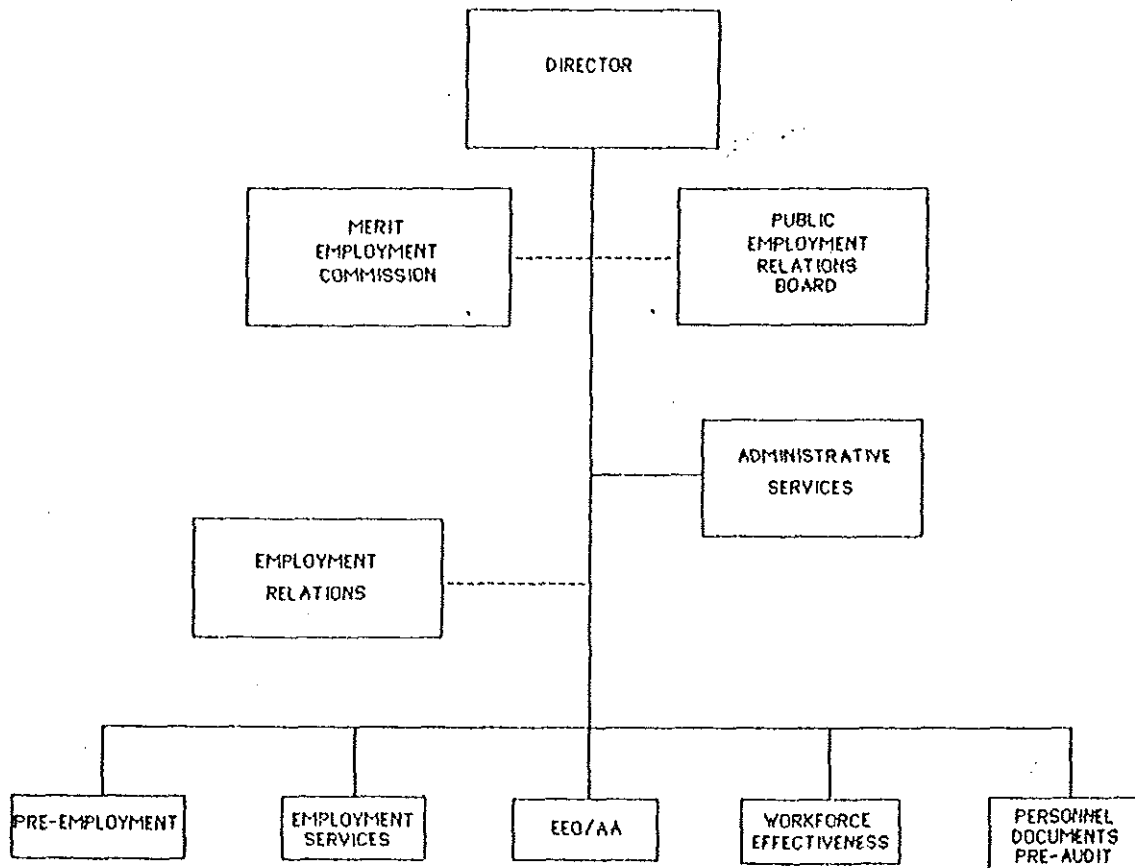 DIRECTOR
MERIT
EMPLOYMENT
COMMISSION
PUBLIC
EMPLOYMENT
RELATIONS
BOARD
ADMINISTRATIVE
SERVICES
EMPLOYMENT
RELATIONS
PRE-EMPLOYMENT
EMPLOYMENT
SERVICES
EEO/AA
WORKFORCE
EFFECTIVENESS
PERSONNEL
DOCUMENTS
PRE-AUDIT